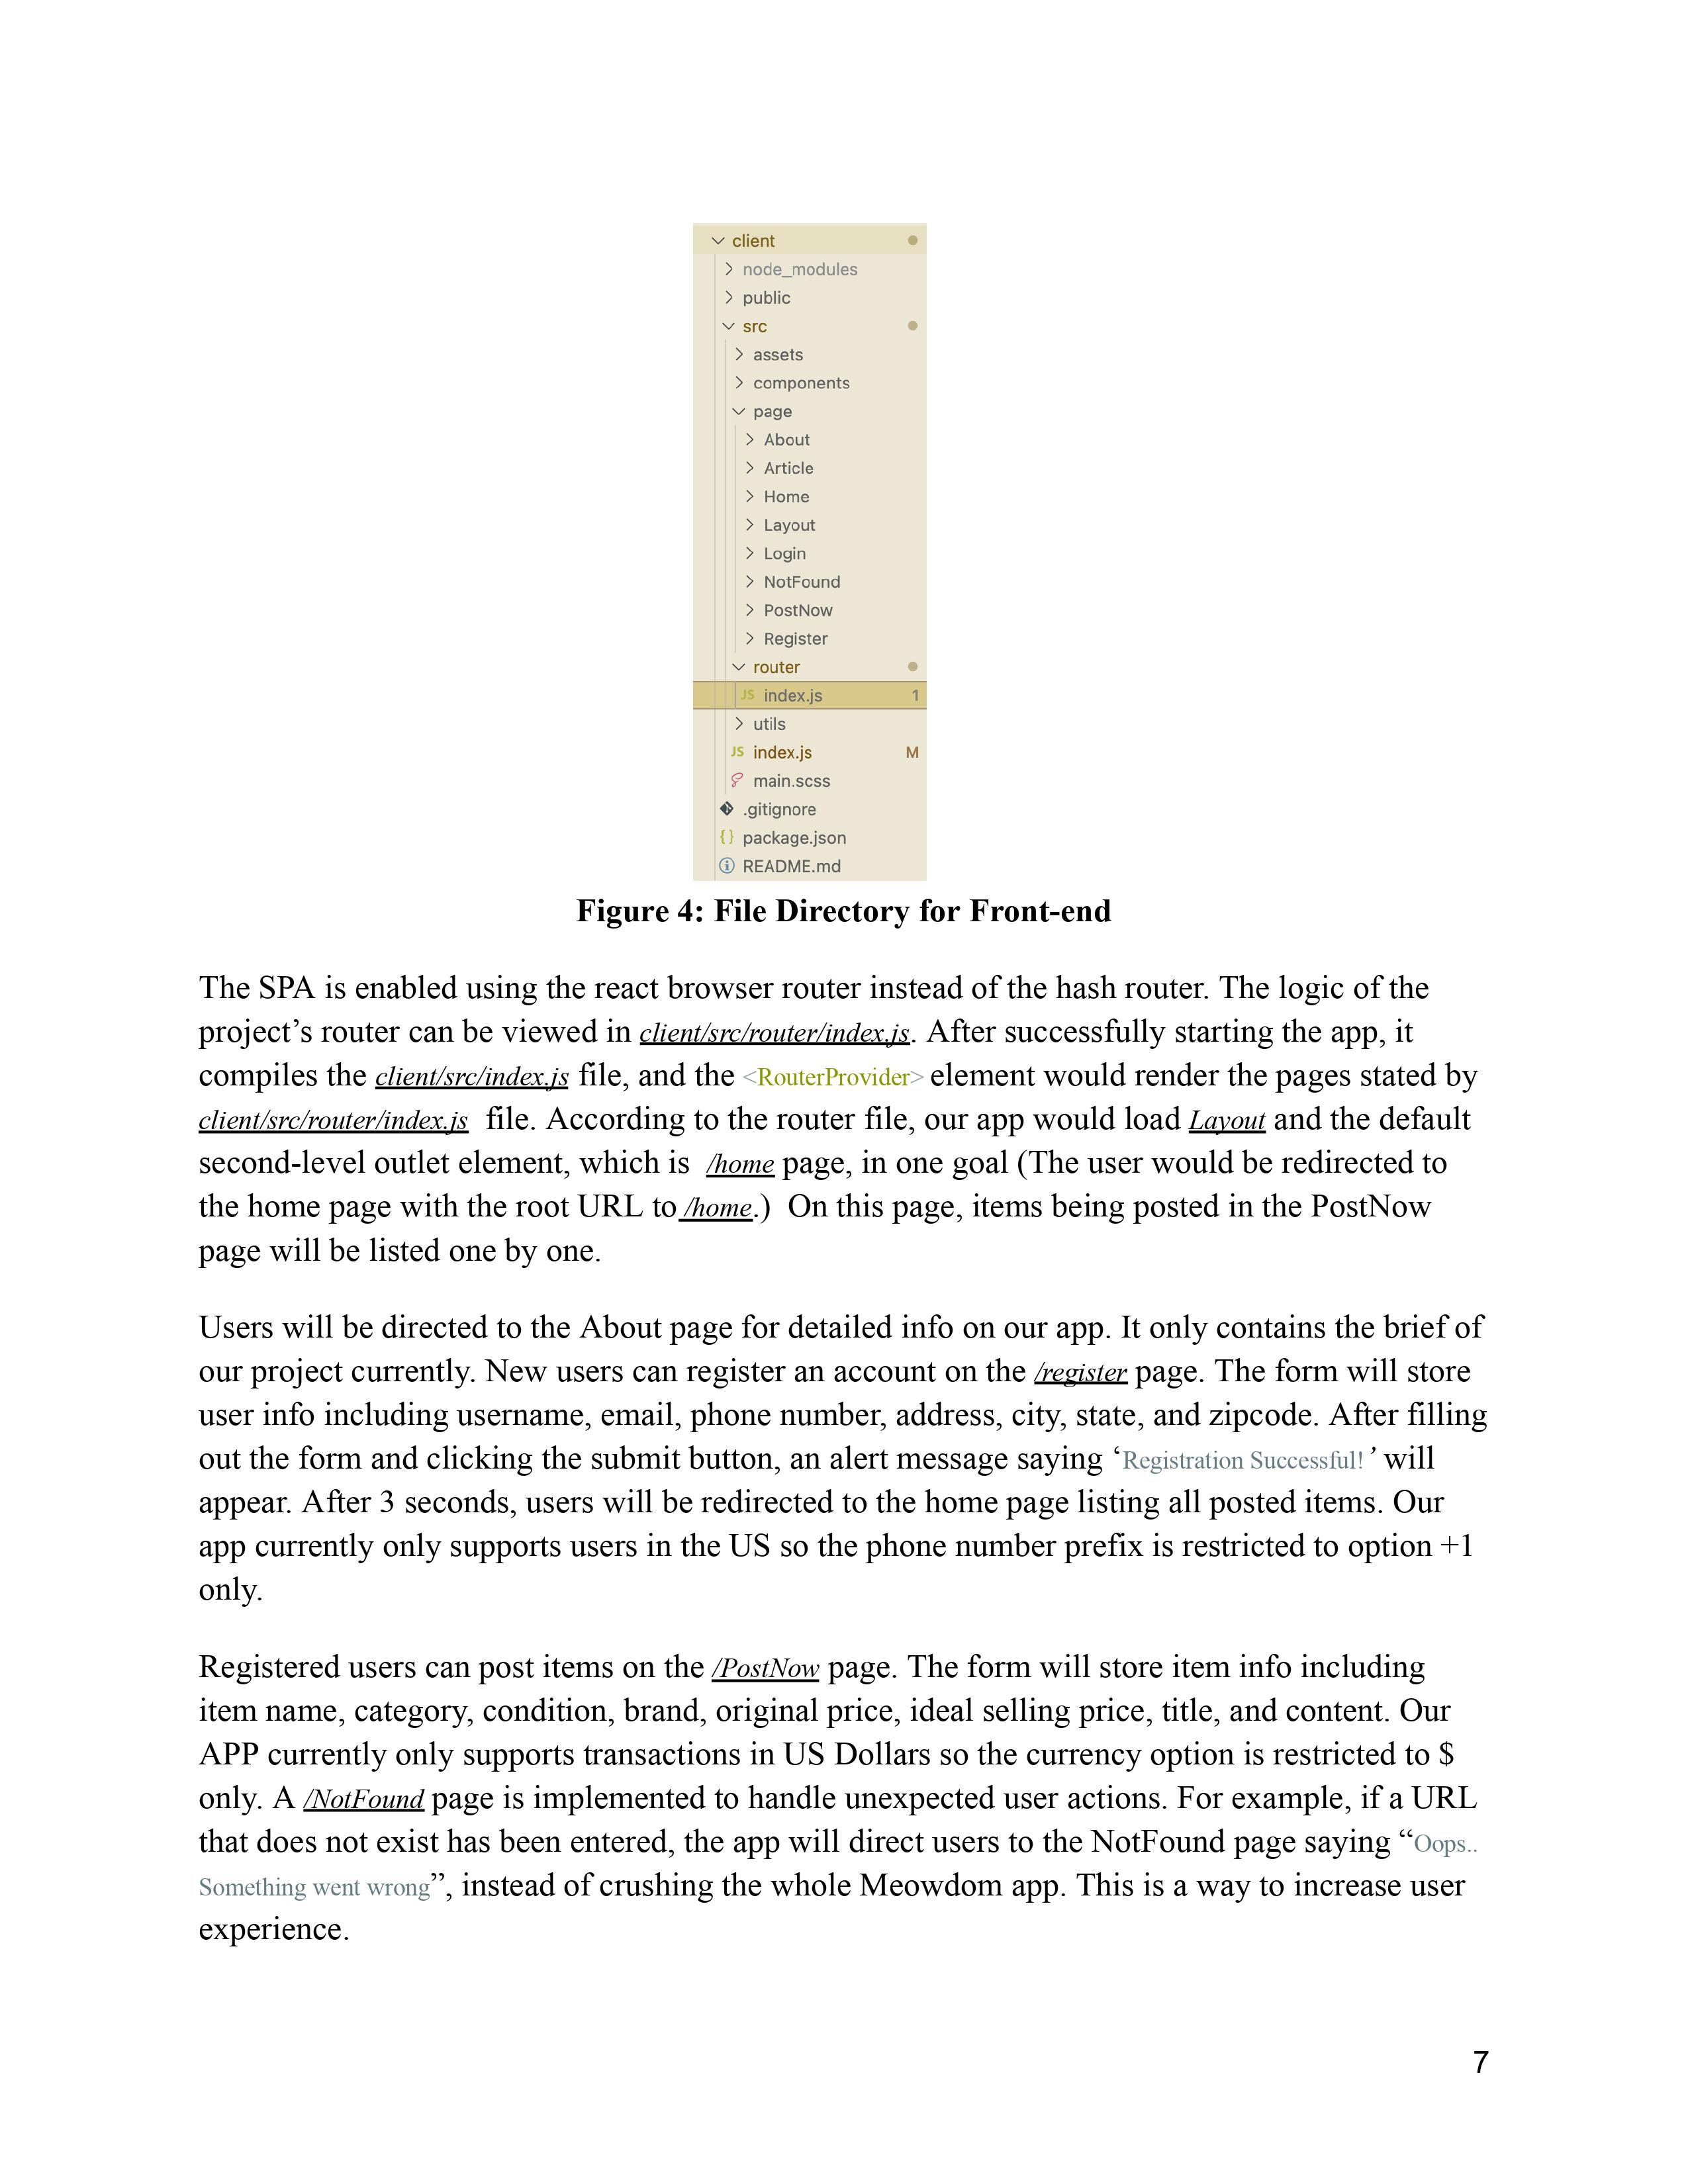 client
node_modules
public
src
assets
components
page
About
Article
Home
Layout
Login
NotFound
PostNow
Register
router
JS index.js 1
utils
JS index.js M
main.scss
.gitignore
{} package.json
README.md
Figure 4: File Directory for Front-end
The SPA is enabled using the react browser router instead of the hash router. The logic of the
project’s router can be viewed in client/src/router/index.js. After successfully starting the app, it
compiles the client/src/index.js file, and the <RouterProvider> element would render the pages stated by
client/src/router/index.js file. According to the router file, our app would load Layout and the default
second-level outlet element, which is /home page, in one goal (The user would be redirected to
the home page with the root URL to /home.) On this page, items being posted in the PostNow
page will be listed one by one.
Users will be directed to the About page for detailed info on our app. It only contains the brief of
our project currently. New users can register an account on the /register page. The form will store
user info including username, email, phone number, address, city, state, and zipcode. After filling
out the form and clicking the submit button, an alert message saying ‘Registration Successful!’ will
appear. After 3 seconds, users will be redirected to the home page listing all posted items. Our
app currently only supports users in the US so the phone number prefix is restricted to option +1
only.
Registered users can post items on the /PostNow page. The form will store item info including
item name, category, condition, brand, original price, ideal selling price, title, and content. Our
APP currently only supports transactions in US Dollars so the currency option is restricted to $
only. A /NotFound page is implemented to handle unexpected user actions. For example, if a URL
that does not exist has been entered, the app will direct users to the NotFound page saying “Oops..
Something went wrong”, instead of crushing the whole Meowdom app. This is a way to increase user
experience.
7